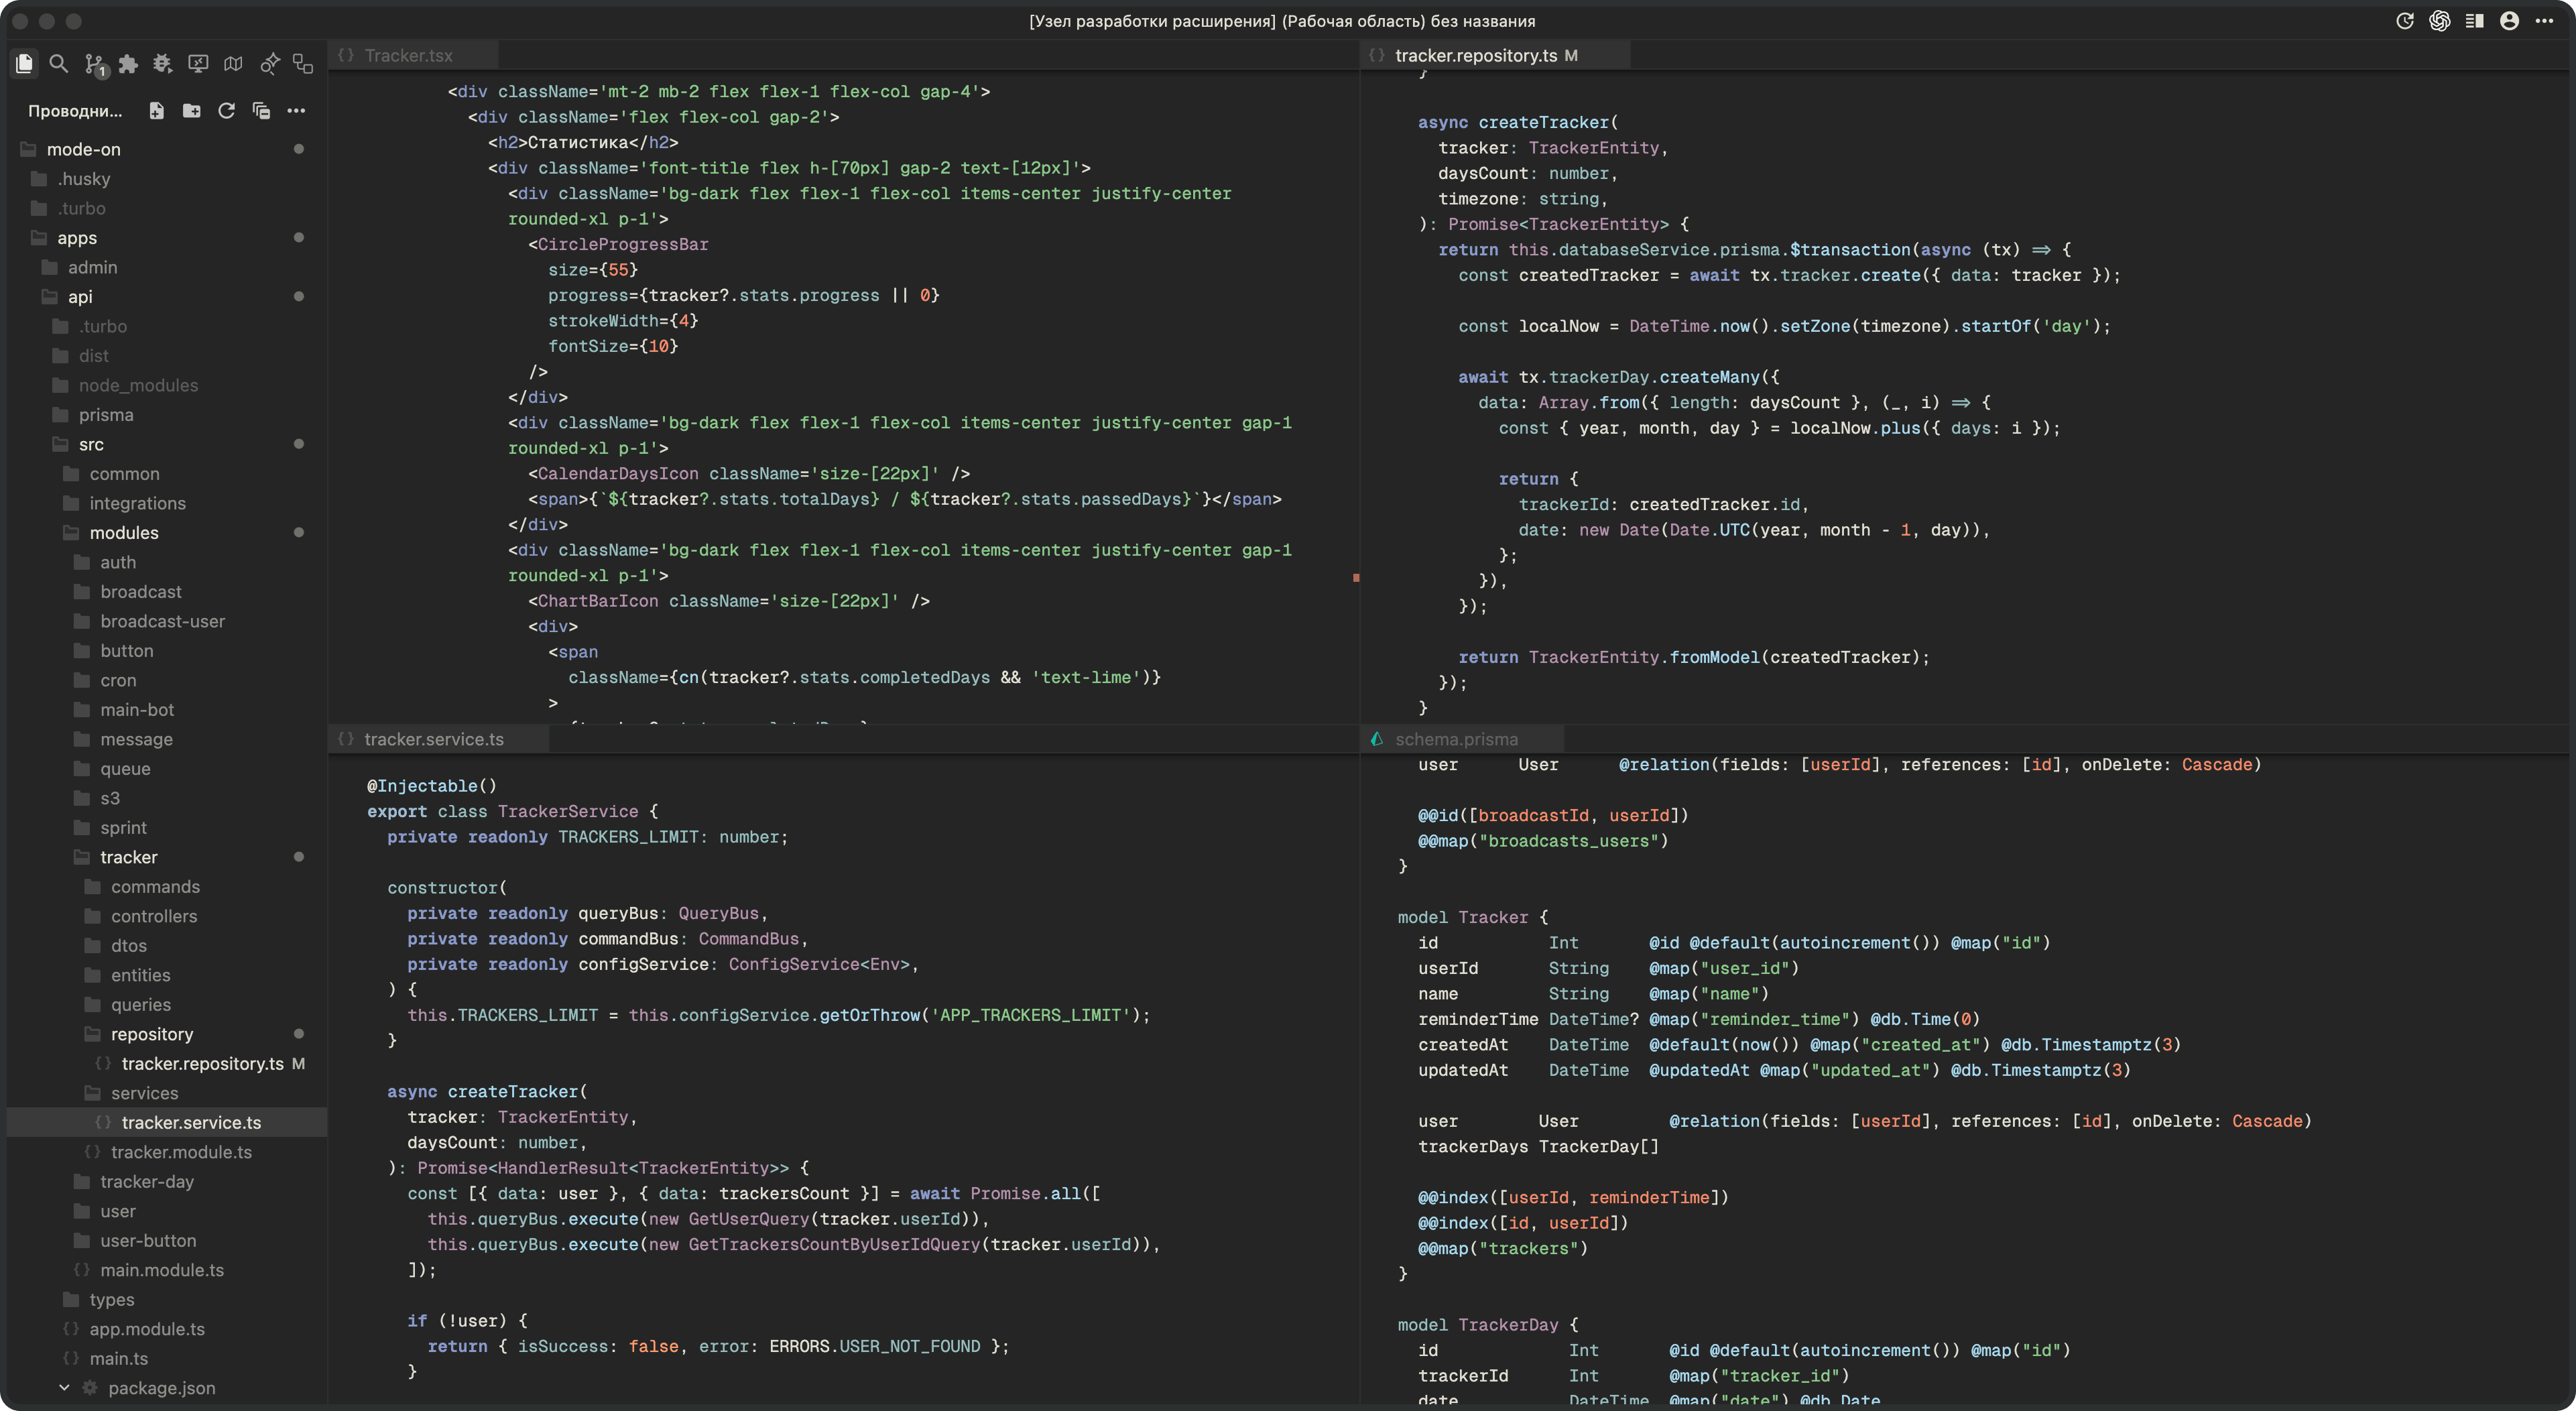 [Узел разработки расширения] (Рабочая область) без названия
1
Проводни...
mode-on
.husky
.turbo
apps
admin
api
.turbo
dist
node_modules
prisma
src
common
integrations
modules
auth
broadcast
broadcast-user
button
cron
main-bot
message
queue
s3
sprint
tracker
commands
controllers
dtos
entities
queries
repository
tracker.repository.ts M
services
tracker.service.ts
tracker.module.ts
tracker-day
user
user-button
main.module.ts
types
app.module.ts
main.ts
package.json
Tracker.tsx
<div className='mt-2 mb-2 flex flex-1 flex-col gap-4'>
<div className='flex flex-col gap-2'>
<h2>Статистика</h2>
<div className='font-title flex h-[70px] gap-2 text-[12px]'>
<div className='bg-dark flex flex-1 flex-col items-center justify-center
rounded-xl p-1'>
<CircleProgressBar
size={55}
progress={tracker?.stats.progress || 0}
strokeWidth={4}
fontSize={10}
/>
</div>
<div className='bg-dark flex flex-1 flex-col items-center justify-center gap-1
rounded-xl p-1'>
<CalendarDaysIcon className='size-[22px]' />
<span>{`${tracker?.stats.totalDays} / ${tracker?.stats.passedDays}`}</span>
</div>
<div className='bg-dark flex flex-1 flex-col items-center justify-center gap-1
rounded-xl p-1'>
<ChartBarIcon className='size-[22px]' />
<div>
<span
className={cn(tracker?.stats.completedDays && 'text-lime')}
>
tracker.repository.ts M
}
async createTracker(
tracker: TrackerEntity,
daysCount: number,
timezone: string,
): Promise<TrackerEntity> {
return this.databaseService.prisma.$transaction(async (tx) => {
const createdTracker = await tx.tracker.create({ data: tracker });
const localNow = DateTime.now().setZone(timezone).startOf('day');
await tx.trackerDay.createMany({
data: Array.from({ length: daysCount }, (_, i) => {
const { year, month, day } = localNow.plus({ days: i });
return {
trackerId: createdTracker.id,
date: new Date(Date.UTC(year, month - 1, day)),
};
}),
});
return TrackerEntity.fromModel(createdTracker);
});
}
tracker.service.ts
@Injectable()
export class TrackerService {
private readonly TRACKERS_LIMIT: number;
constructor(
private readonly queryBus: QueryBus,
private readonly commandBus: CommandBus,
private readonly configService: ConfigService<Env>,
) {
this.TRACKERS_LIMIT = this.configService.getOrThrow('APP_TRACKERS_LIMIT');
}
async createTracker(
tracker: TrackerEntity,
daysCount: number,
): Promise<HandlerResult<TrackerEntity>> {
const [{ data: user }, { data: trackersCount }] = await Promise.all([
this.queryBus.execute(new GetUserQuery(tracker.userId)),
this.queryBus.execute(new GetTrackersCountByUserIdQuery(tracker.userId)),
]);
if (!user) {
return { isSuccess: false, error: ERRORS.USER_NOT_FOUND };
}
schema.prisma
user User @relation(fields: [userId], references: [id], onDelete: Cascade)
@@id([broadcastId, userId])
@@map("broadcasts_users")
}
model Tracker {
id Int @id @default(autoincrement()) @map("id")
userId String @map("user_id")
name String @map("name")
reminderTime DateTime? @map("reminder_time") @db.Time(0)
createdAt DateTime @default(now()) @map("created_at") @db.Timestamptz(3)
updatedAt DateTime @updatedAt @map("updated_at") @db.Timestamptz(3)
user User @relation(fields: [userId], references: [id], onDelete: Cascade)
trackerDays TrackerDay[]
@@index([userId, reminderTime])
@@index([id, userId])
@@map("trackers")
}
model TrackerDay {
id Int @id @default(autoincrement()) @map("id")
trackerId Int @map("tracker_id")
date DateTime @map("date") @db.Date